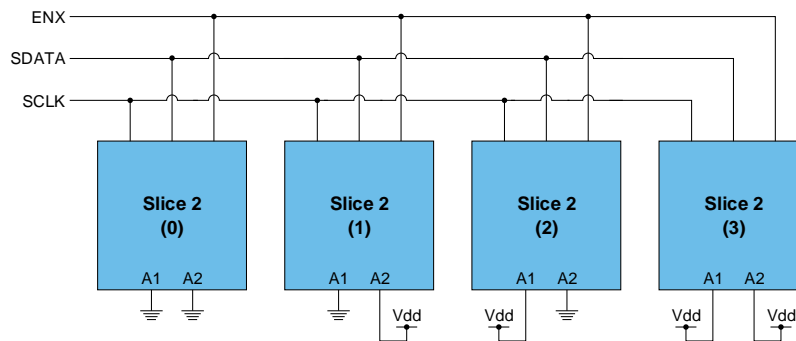 ENX
SDATA
SCLK
Slice 2
(0)
A1 A2
Slice 2
(1)
A1 A2
Vdd
Slice 2
(2)
A1 A2
Vdd
Slice 2
(3)
A1 A2
Vdd
Vdd